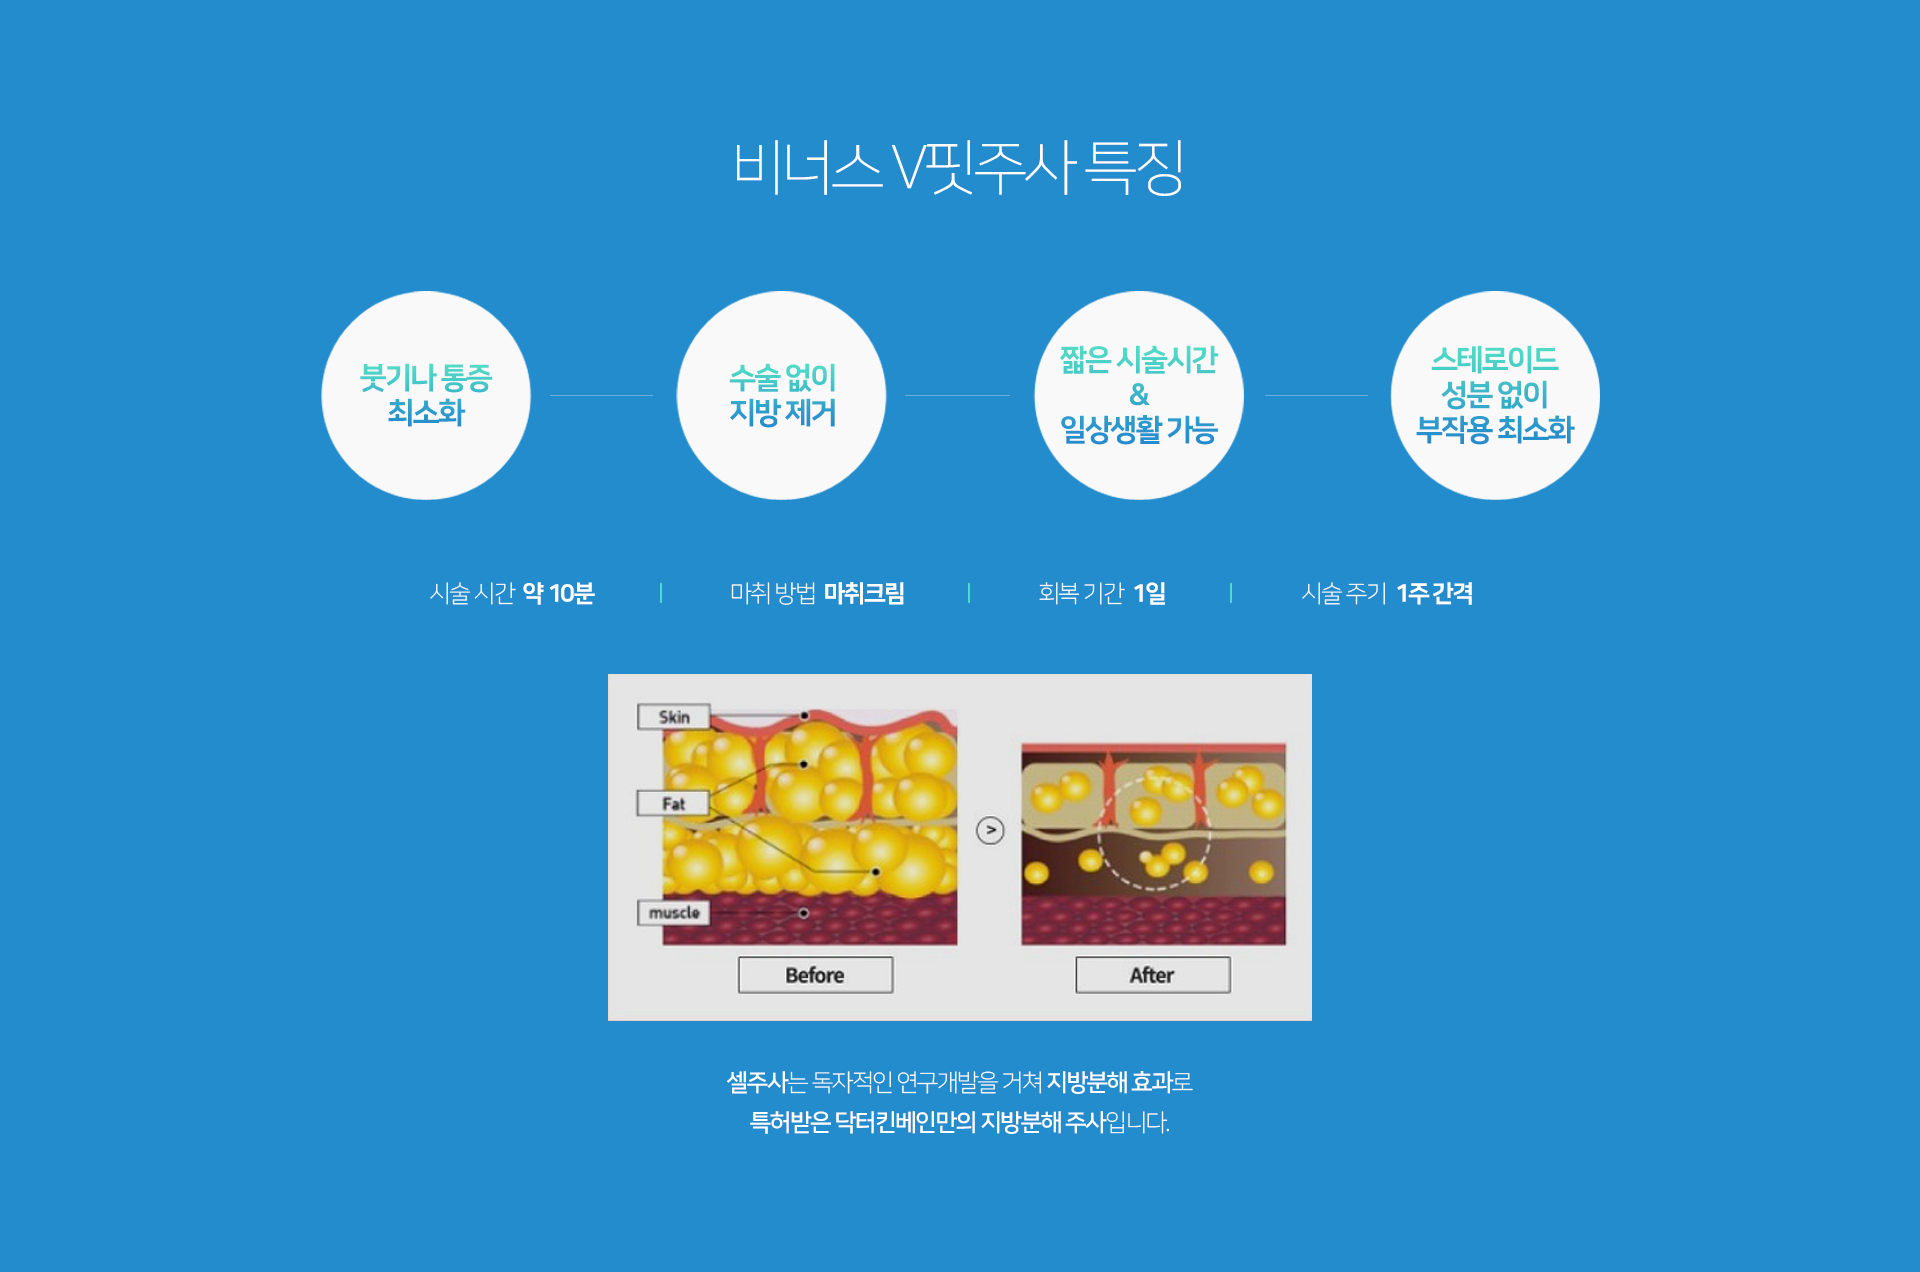 비너스 V핏주사 특징
붓기나 통증
최소화
수술 없이
지방 제거
짧은 시술시간
&
일상생활 가능
스테로이드
성분 없이
부작용 최소화
시술 시간 약 10분
마취 방법 마취크림
회복 기간 1일
시술 주기 1주 간격
Skin
Fat
muscle
>
Before
After
셀주사는 독자적인 연구개발을 거쳐 지방분해 효과로
특허받은 닥터킨베인만의 지방분해 주사입니다.